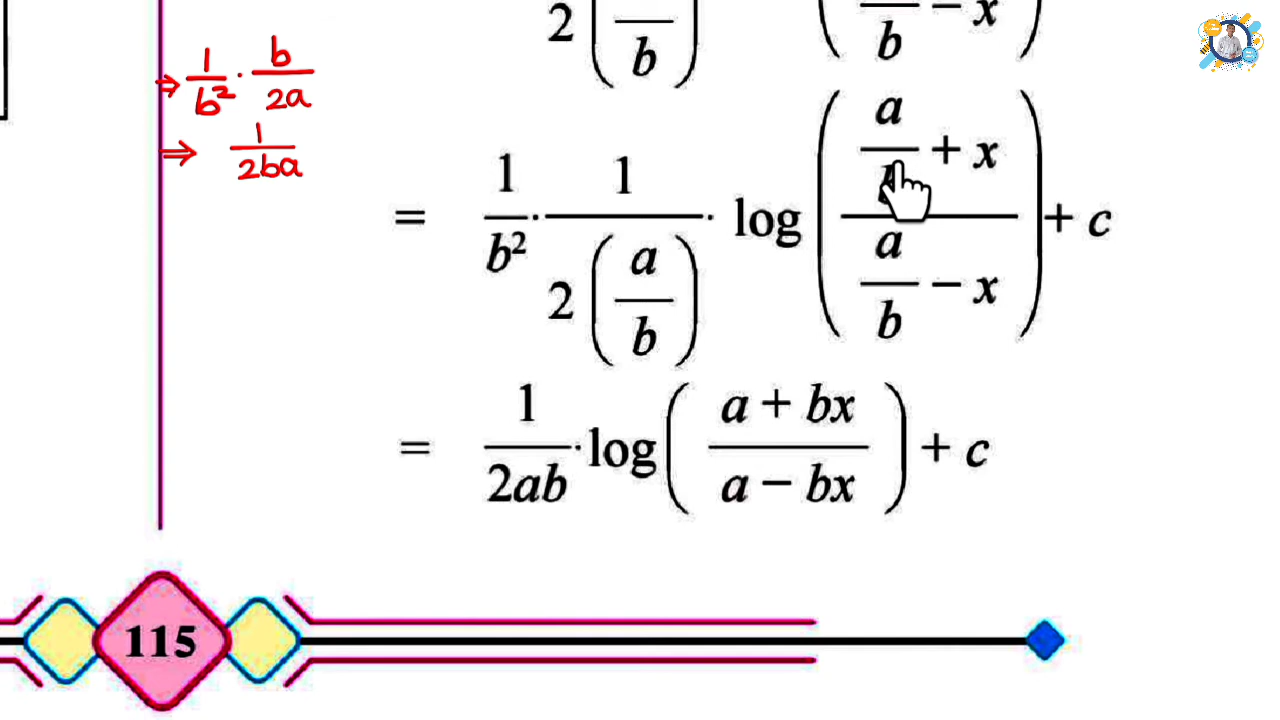 2 ( — / b ) ( — / b − x )
⇒ 1/b² · b/2a
⇒ 1/2ba
= 1/b² · 1/(2 (a/b)) · log ( (a/b + x) / (a/b − x) ) + c
= 1/2ab · log ( (a + bx) / (a − bx) ) + c
115